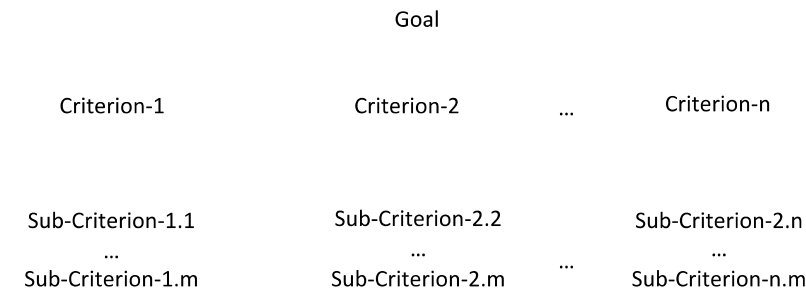 Goal
Criterion-1 Criterion-2 ... Criterion-n
Sub-Criterion-1.1 Sub-Criterion-2.2 Sub-Criterion-2.n
... ... ...
Sub-Criterion-1.m Sub-Criterion-2.m ... Sub-Criterion-n.m